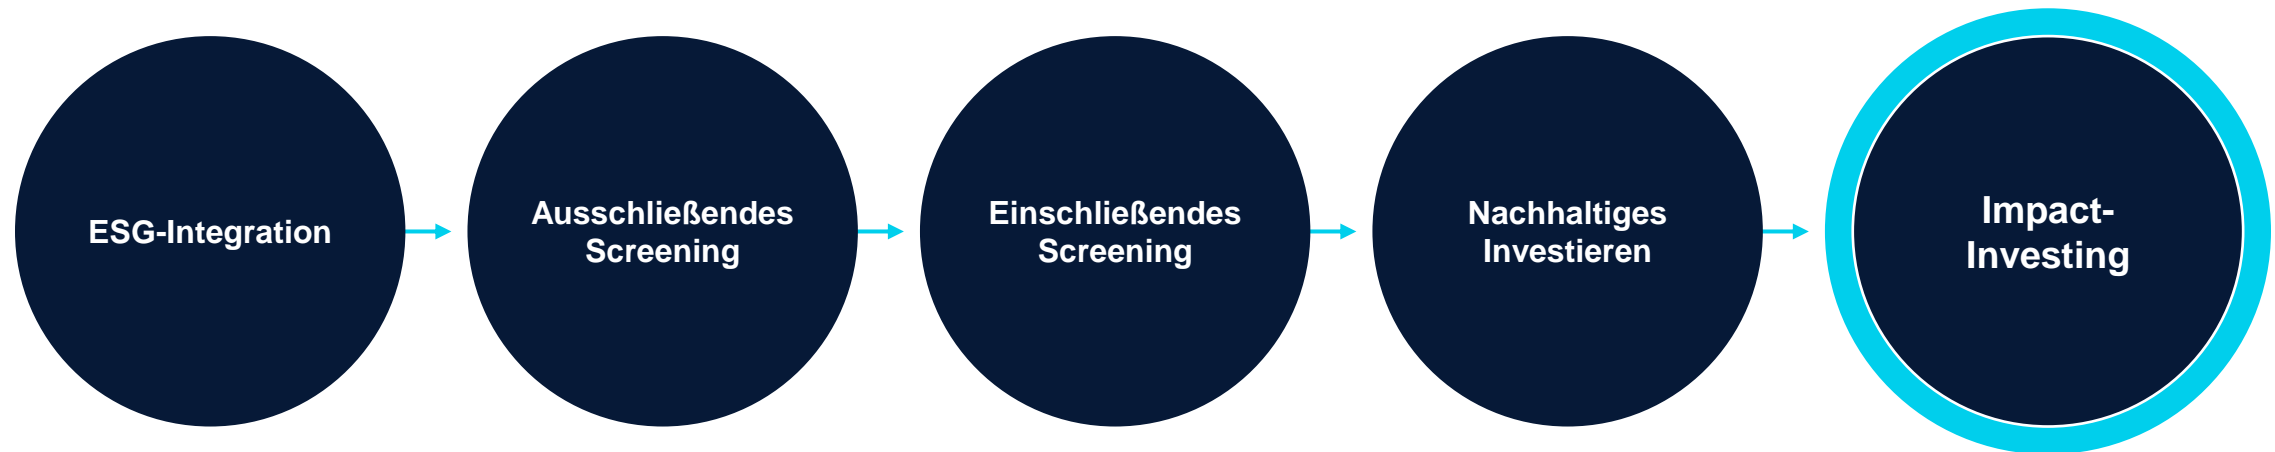 ESG-Integration
Ausschließendes
Screening
Einschließendes
Screening
Nachhaltiges
Investieren
Impact-
Investing